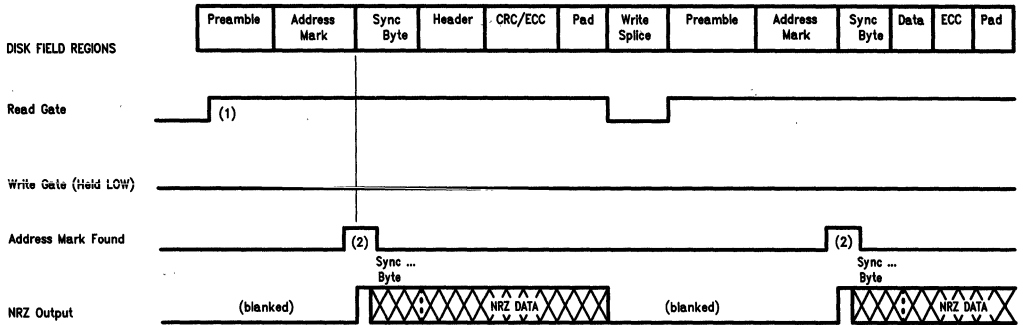 Preamble Address Mark Sync Byte Header CRC/ECC Pad Write Splice Preamble Address Mark Sync Byte Data ECC Pad
DISK FIELD REGIONS
Read Gate
(1)
Write Gate (Held LOW)
Address Mark Found
(2) (2)
Sync ... Byte Sync ... Byte
NRZ Output
(blanked) NRZ DATA (blanked) NRZ DATA